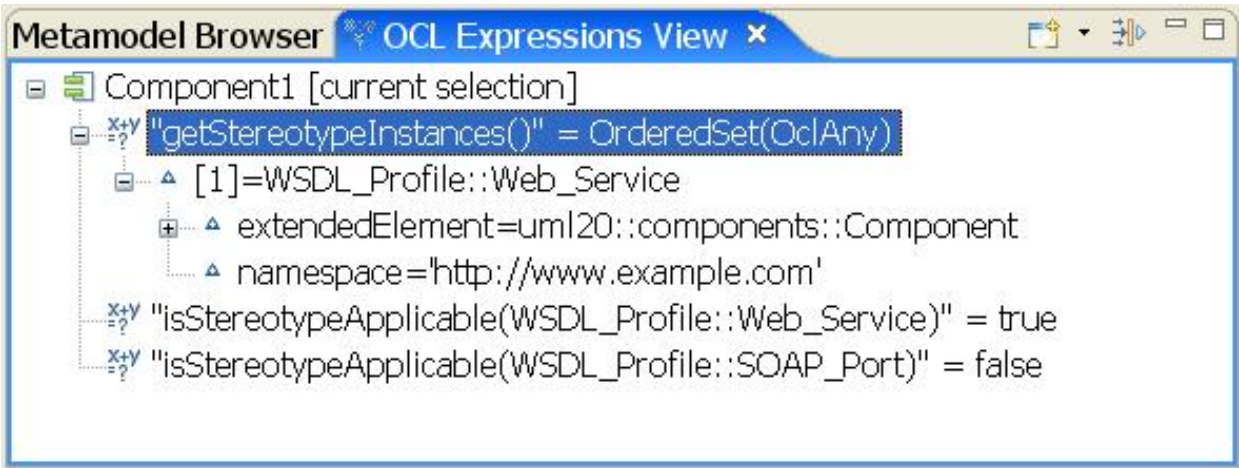 Metamodel Browser OCL Expressions View
Component1 [current selection]
"getStereotypeInstances()" = OrderedSet(OclAny)
[1]=WSDL_Profile::Web_Service
extendedElement=uml20::components::Component
namespace='http://www.example.com'
"isStereotypeApplicable(WSDL_Profile::Web_Service)" = true
"isStereotypeApplicable(WSDL_Profile::SOAP_Port)" = false